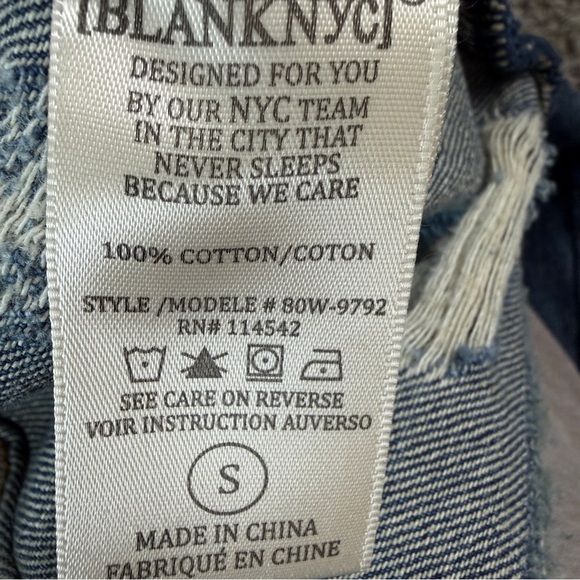 [BLANKNYC]
DESIGNED FOR YOU
BY OUR NYC TEAM
IN THE CITY THAT
NEVER SLEEPS
BECAUSE WE CARE
100% COTTON/COTON
STYLE /MODELE # 80W-9792
RN# 114542
SEE CARE ON REVERSE
VOIR INSTRUCTION AUVERSO
S
MADE IN CHINA
FABRIQUÉ EN CHINE